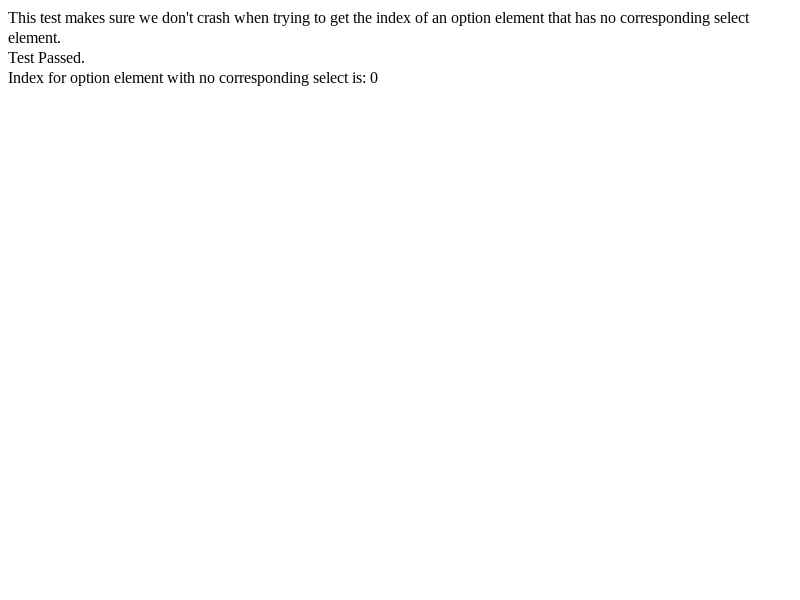 This test makes sure we don't crash when trying to get the index of an option element that has no corresponding select
element.
Test Passed.
Index for option element with no corresponding select is: 0